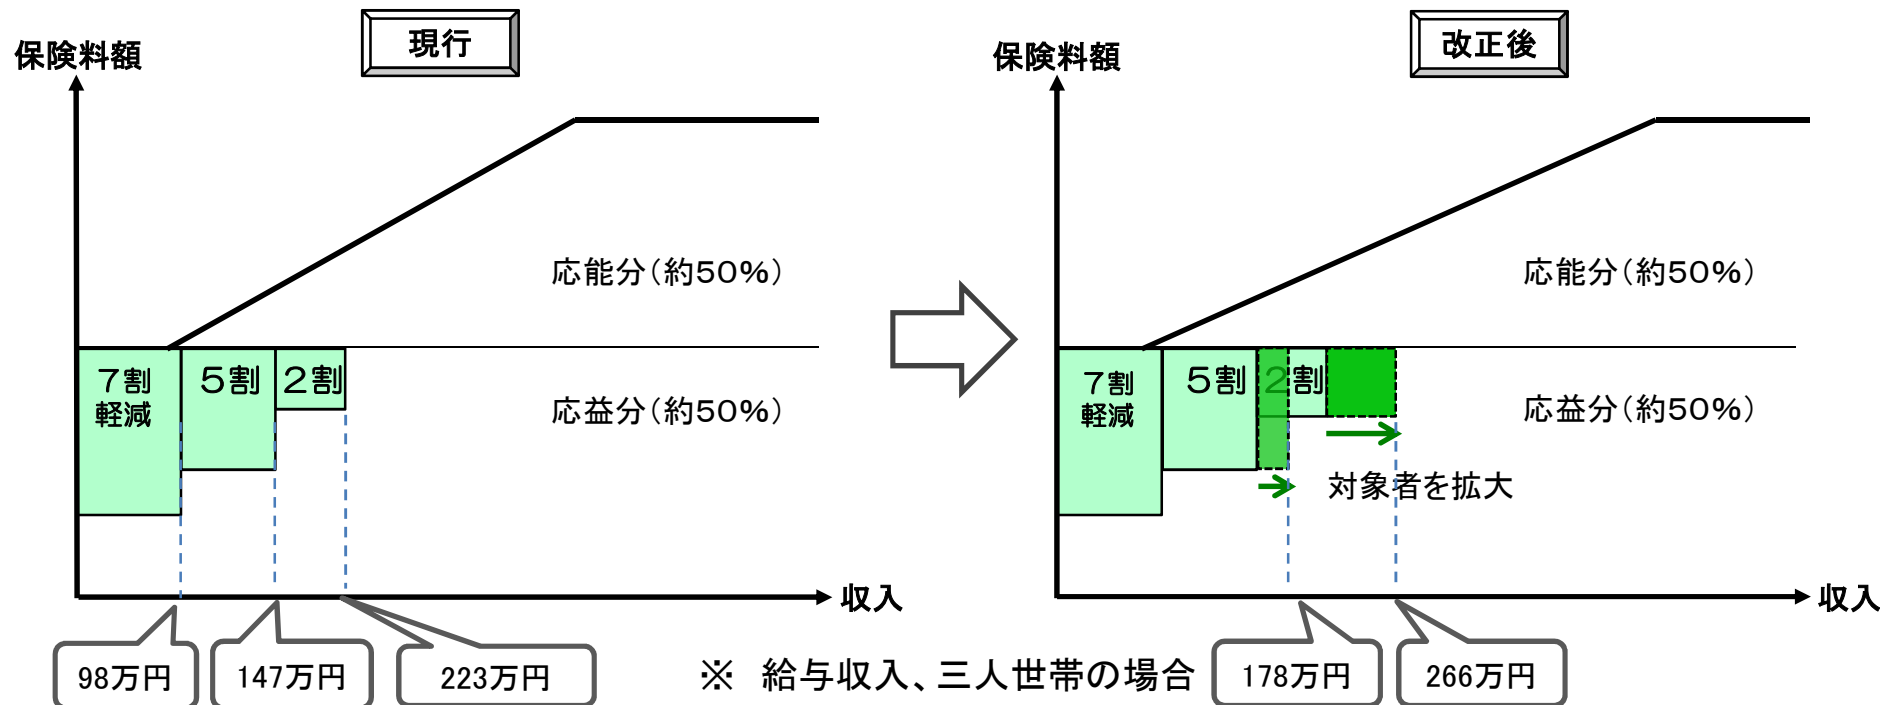 現行
保険料額
応能分(約50%)
7割
軽減
5割
2割
応益分(約50%)
収入
98万円
147万円
223万円
改正後
保険料額
応能分(約50%)
7割
軽減
5割
2割
応益分(約50%)
対象者を拡大
収入
※ 給与収入、三人世帯の場合
178万円
266万円